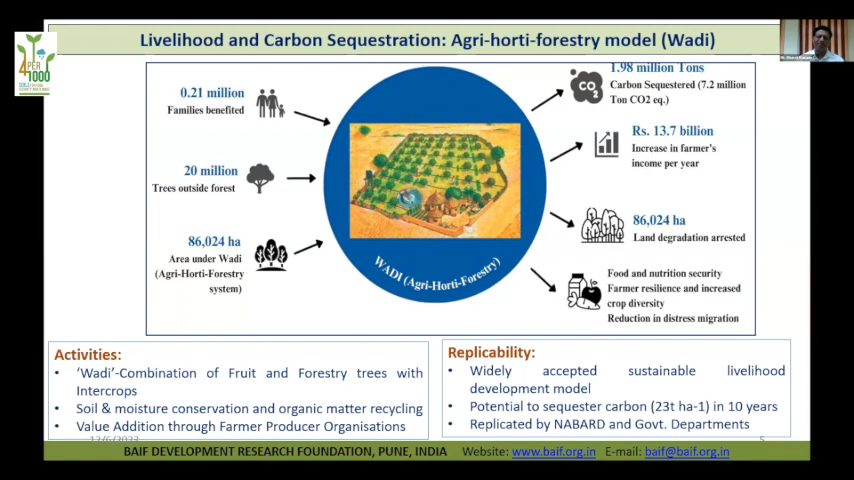 Livelihood and Carbon Sequestration: Agri-horti-forestry model (Wadi)
4 PER
1000
0.21 million
Families benefited
20 million
Trees outside forest
86,024 ha
Area under Wadi
(Agri-Horti-Forestry
system)
WADI (Agri-Horti-Forestry)
CO2
1.98 million Tons
Carbon Sequestered (7.2 million
Ton CO2 eq.)
Rs. 13.7 billion
Increase in farmer's
income per year
86,024 ha
Land degradation arrested
Food and nutrition security
Farmer resilience and increased
crop diversity
Reduction in distress migration
Activities:
• 'Wadi'-Combination of Fruit and Forestry trees with
Intercrops
• Soil & moisture conservation and organic matter recycling
• Value Addition through Farmer Producer Organisations
Replicability:
• Widely accepted sustainable livelihood
development model
• Potential to sequester carbon (23t ha-1) in 10 years
• Replicated by NABARD and Govt. Departments
12/6/2023
5
BAIF DEVELOPMENT RESEARCH FOUNDATION, PUNE, INDIA Website: www.baif.org.in E-mail: baif@baif.org.in